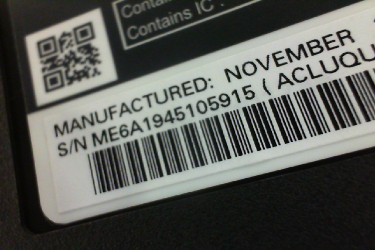 Contains IC :
MANUFACTURED: NOVEMBER
S/N ME6A1945105915 ( ACLUQU